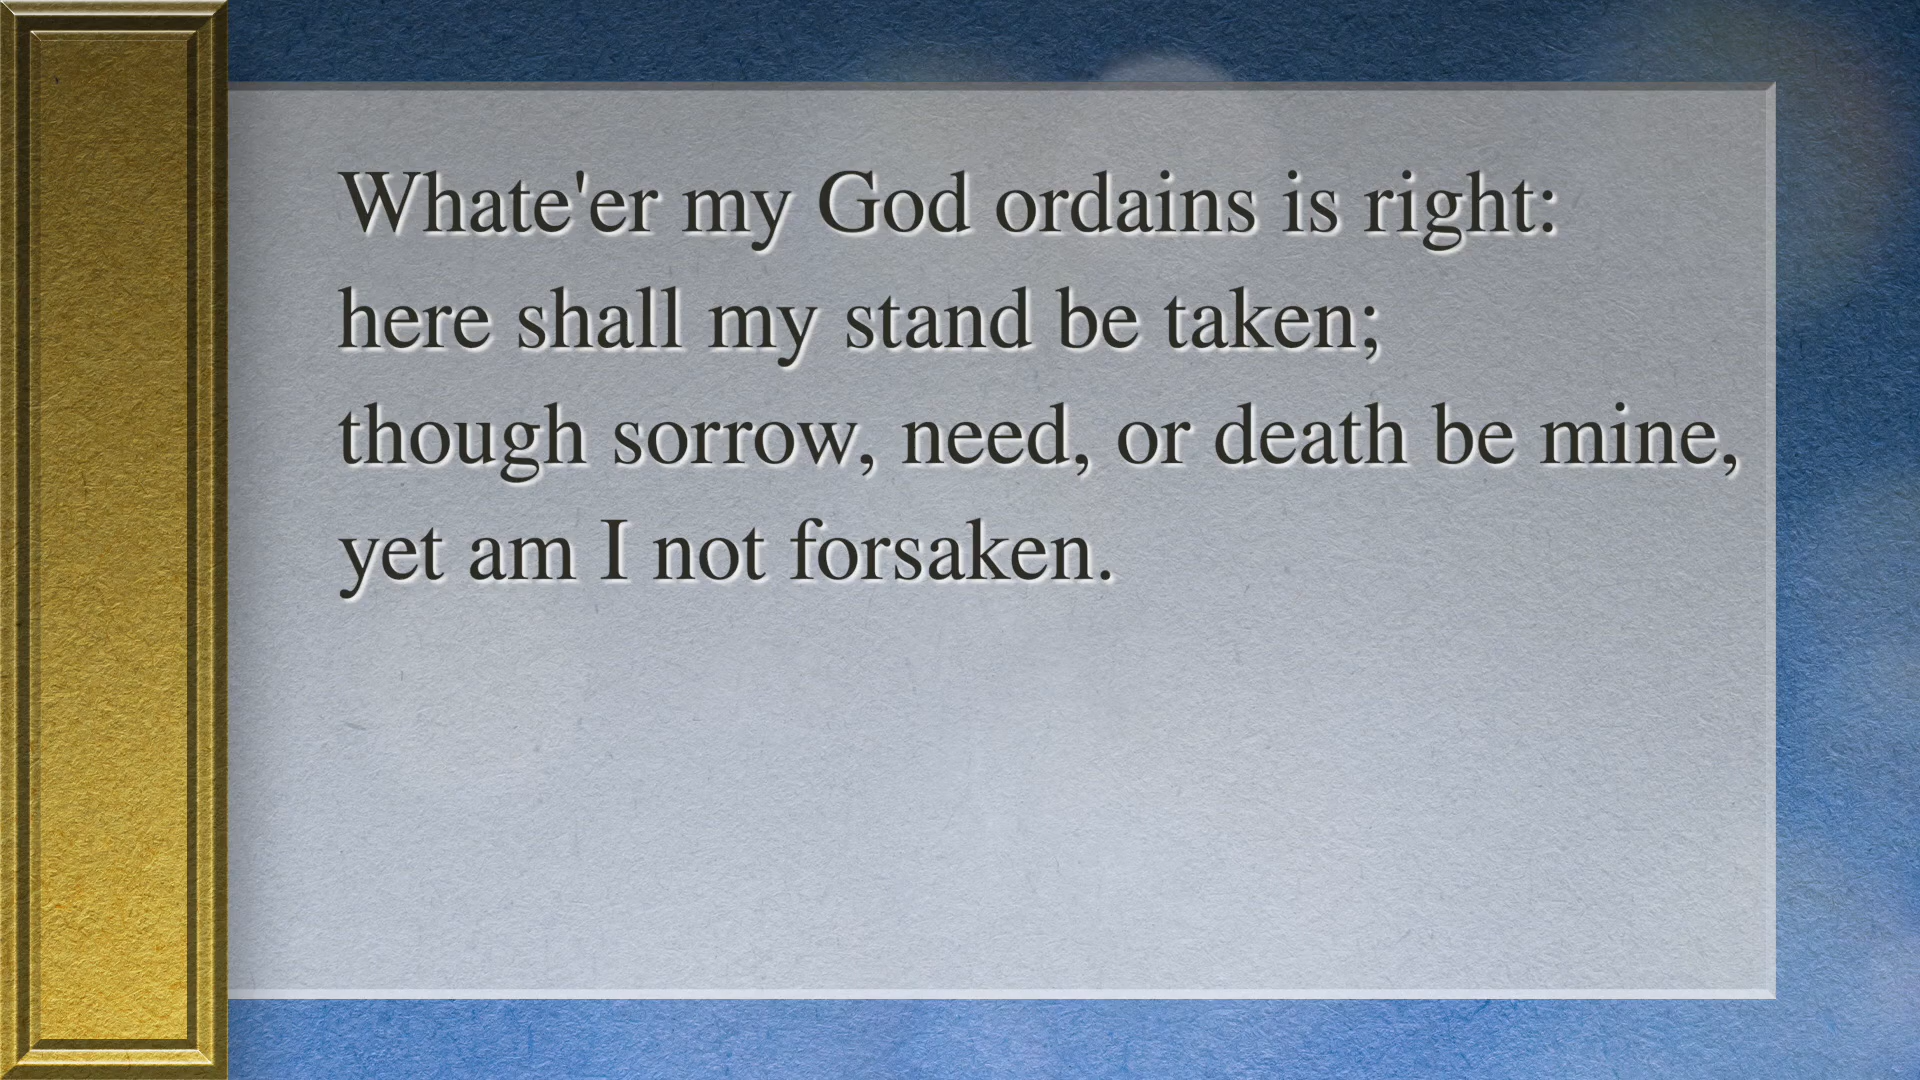 Whate'er my God ordains is right:
here shall my stand be taken;
though sorrow, need, or death be mine,
yet am I not forsaken.